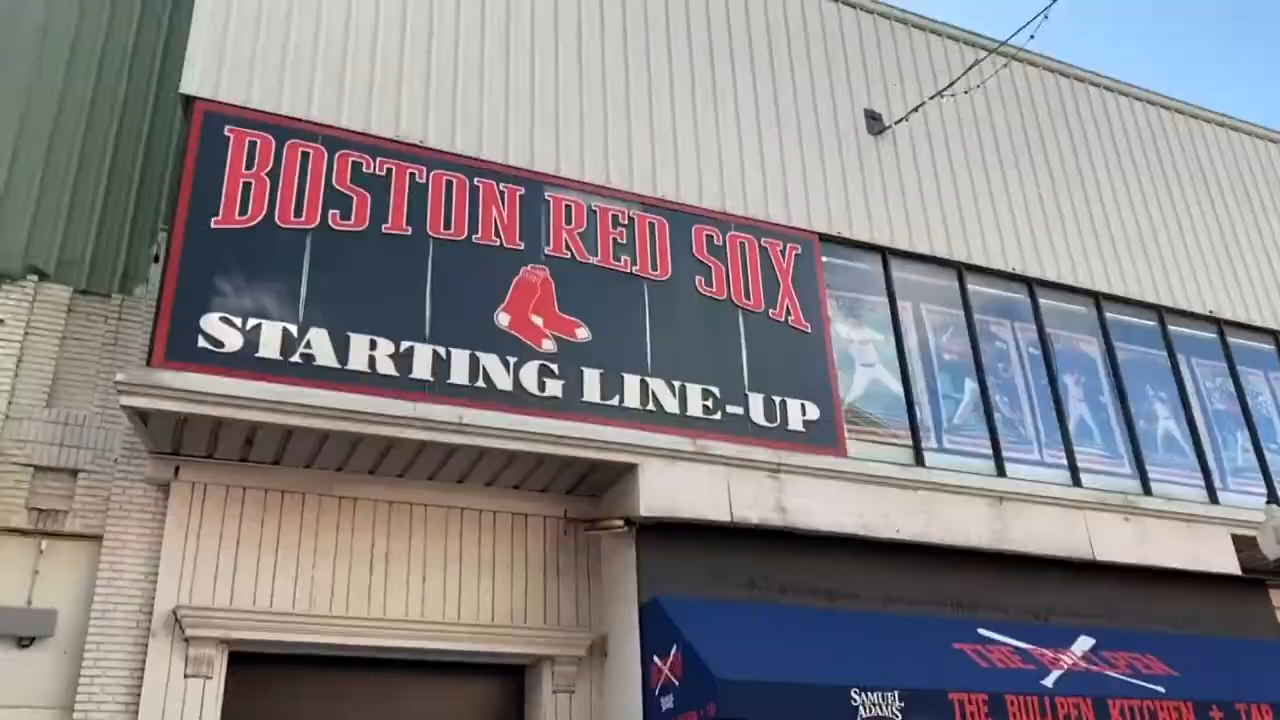 BOSTON RED SOX
STARTING LINE-UP
THE BULLPEN
SAMUEL
ADAMS
THE BULLPEN KITCHEN + TAP